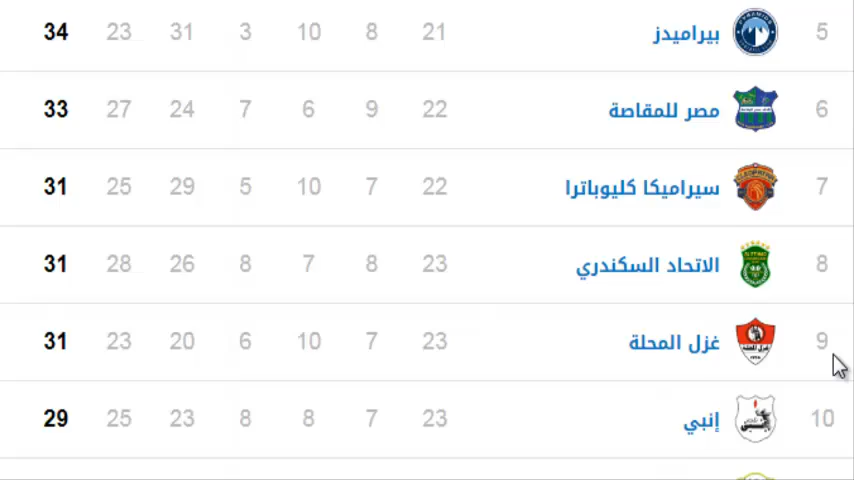 5 بيراميدز 21 8 10 3 31 23 34
6 مصر للمقاصة 22 9 6 7 24 27 33
7 سيراميكا كليوباترا 22 7 10 5 29 25 31
8 الاتحاد السكندري 23 8 7 8 26 28 31
9 غزل المحلة 23 7 10 6 20 23 31
10 إنبي 23 7 8 8 23 25 29